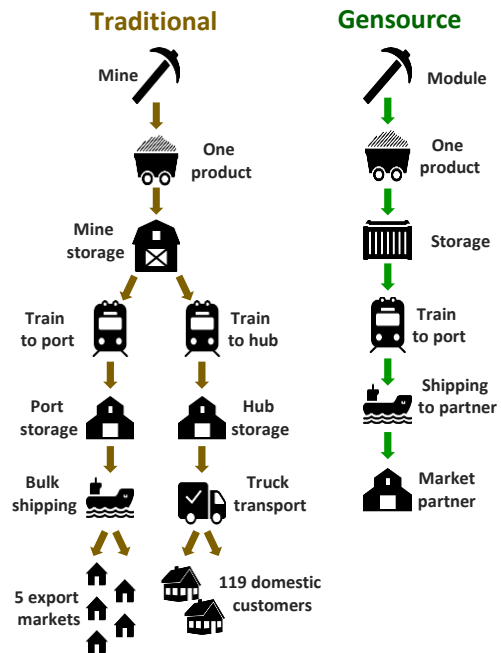 Traditional
Mine
One
product
Mine
storage
Train
to port
Train
to hub
Port
storage
Hub
storage
Bulk
shipping
Truck
transport
5 export
markets
119 domestic
customers
Gensource
Module
One
product
Storage
Train
to port
Shipping
to partner
Market
partner